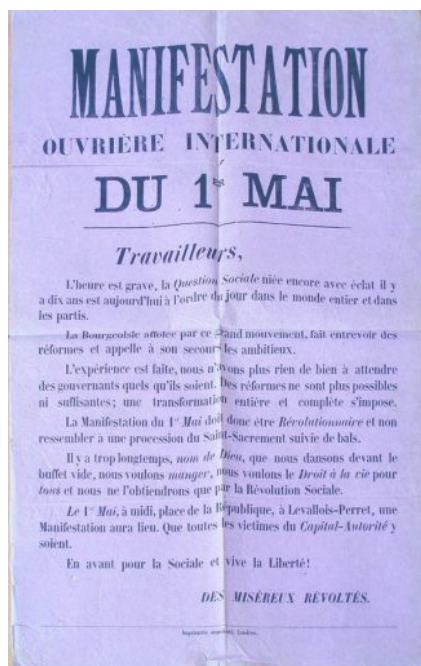 MANIFESTATION
OUVRIÈRE INTERNATIONALE
DU 1ER MAI
Travailleurs,
L'heure est grave, la Question Sociale niée encore avec éclat il y
a dix ans est aujourd'hui à l'ordre du jour dans le monde entier et dans
les partis.
La Bourgeoisie affolée par ce grand mouvement, fait entrevoir des
réformes et appelle à son secours les ambitieux.
L'expérience est faite, nous n'avons plus rien de bien à attendre
des gouvernants quels qu'ils soient. Des réformes ne sont plus possibles
ni suffisantes; une transformation entière et complète s'impose.
La Manifestation du 1er Mai doit donc être Révolutionnaire et non
ressembler à une procession du Saint-Sacrement suivie de bals.
Il y a trop longtemps, nom de Dieu, que nous dansons devant le
buffet vide, nous voulons manger, nous voulons le Droit à la vie pour
tous et nous ne l'obtiendrons que par la Révolution Sociale.
Le 1er Mai, à midi, place de la République, à Levallois-Perret, une
Manifestation aura lieu. Que toutes les victimes du Capital-Autorité y
soient.
En avant pour la Sociale et vive la Liberté!
DES MISÉREUX RÉVOLTÉS.
Imprimerie Londres.